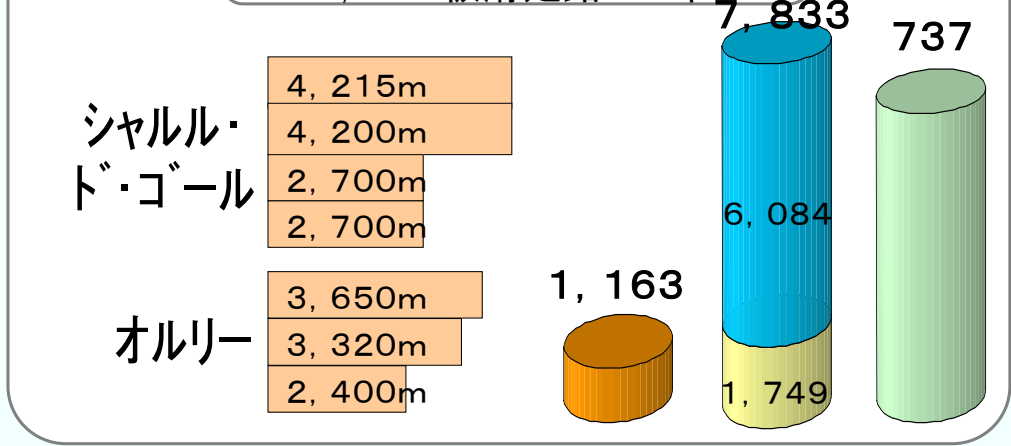 7,833
737
シャルル・
ド・ゴール
4,215m
4,200m
2,700m
2,700m
6,084
1,163
オルリー
3,650m
3,320m
2,400m
1,749